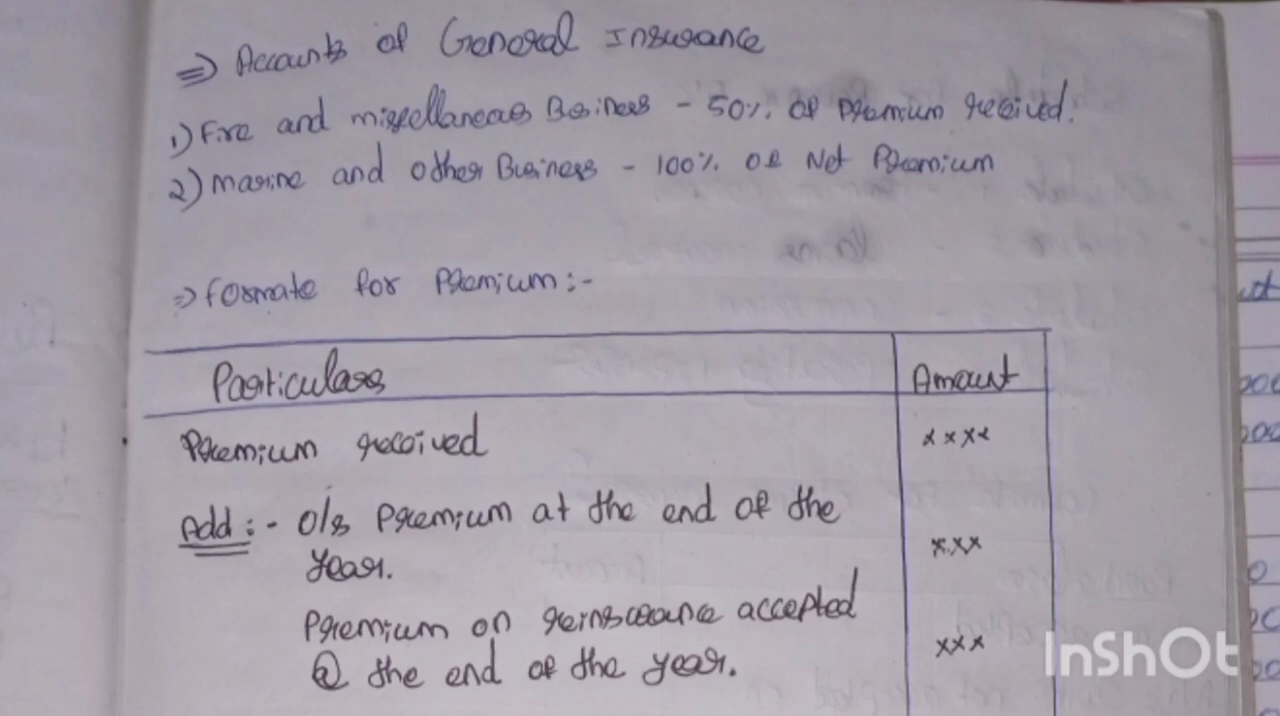 ⇒ Accounts of General Insurance
1) Fire and miscellaneous Business - 50% of Premium received.
2) Marine and other Business - 100% of Net Premium
⇒ Formate for Premium :-
Particulars Amount
Premium received xxxx
Add :- O/s Premium at the end of the
Year. xxx
Premium on reinsurance accepted
@ the end of the year. xxx
InShOt